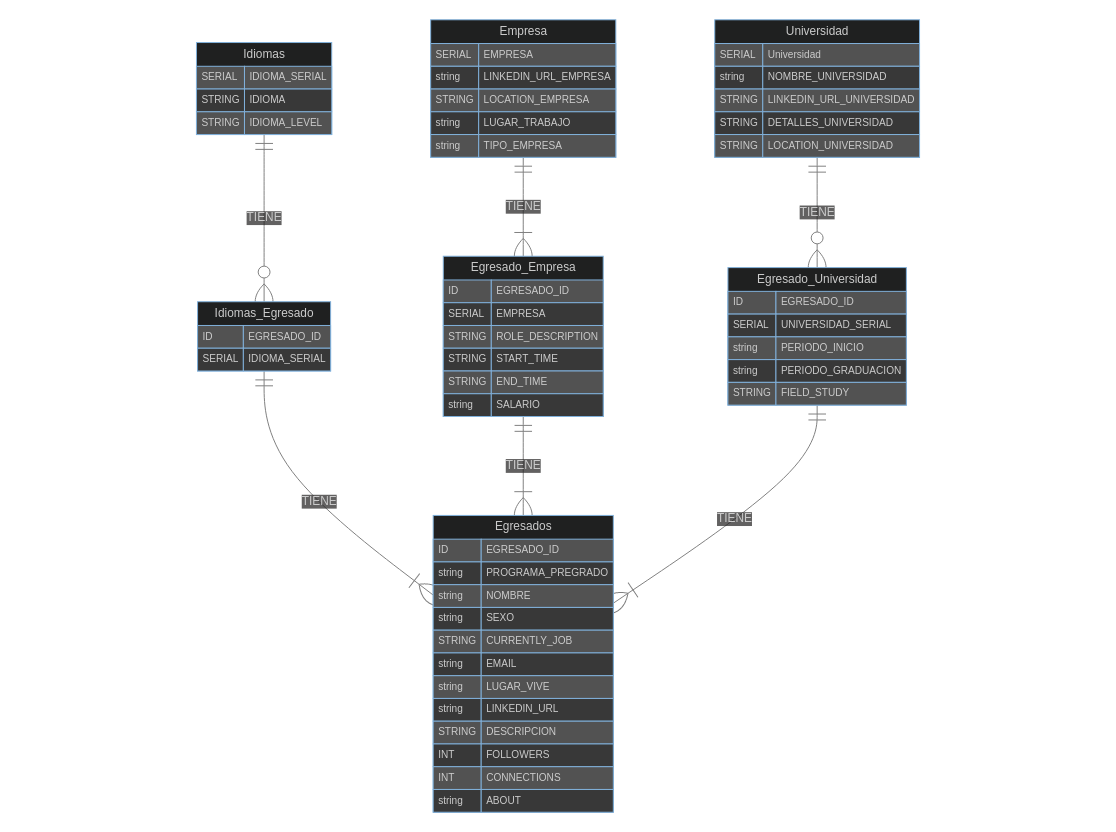 Idiomas
SERIAL IDIOMA_SERIAL
STRING IDIOMA
STRING IDIOMA_LEVEL
Empresa
SERIAL EMPRESA
string LINKEDIN_URL_EMPRESA
STRING LOCATION_EMPRESA
string LUGAR_TRABAJO
string TIPO_EMPRESA
Universidad
SERIAL Universidad
string NOMBRE_UNIVERSIDAD
STRING LINKEDIN_URL_UNIVERSIDAD
STRING DETALLES_UNIVERSIDAD
STRING LOCATION_UNIVERSIDAD
TIENE
TIENE
TIENE
Idiomas_Egresado
ID EGRESADO_ID
SERIAL IDIOMA_SERIAL
Egresado_Empresa
ID EGRESADO_ID
SERIAL EMPRESA
STRING ROLE_DESCRIPTION
STRING START_TIME
STRING END_TIME
string SALARIO
Egresado_Universidad
ID EGRESADO_ID
SERIAL UNIVERSIDAD_SERIAL
string PERIODO_INICIO
string PERIODO_GRADUACION
STRING FIELD_STUDY
TIENE
TIENE
TIENE
Egresados
ID EGRESADO_ID
string PROGRAMA_PREGRADO
string NOMBRE
string SEXO
STRING CURRENTLY_JOB
string EMAIL
string LUGAR_VIVE
string LINKEDIN_URL
STRING DESCRIPCION
INT FOLLOWERS
INT CONNECTIONS
string ABOUT